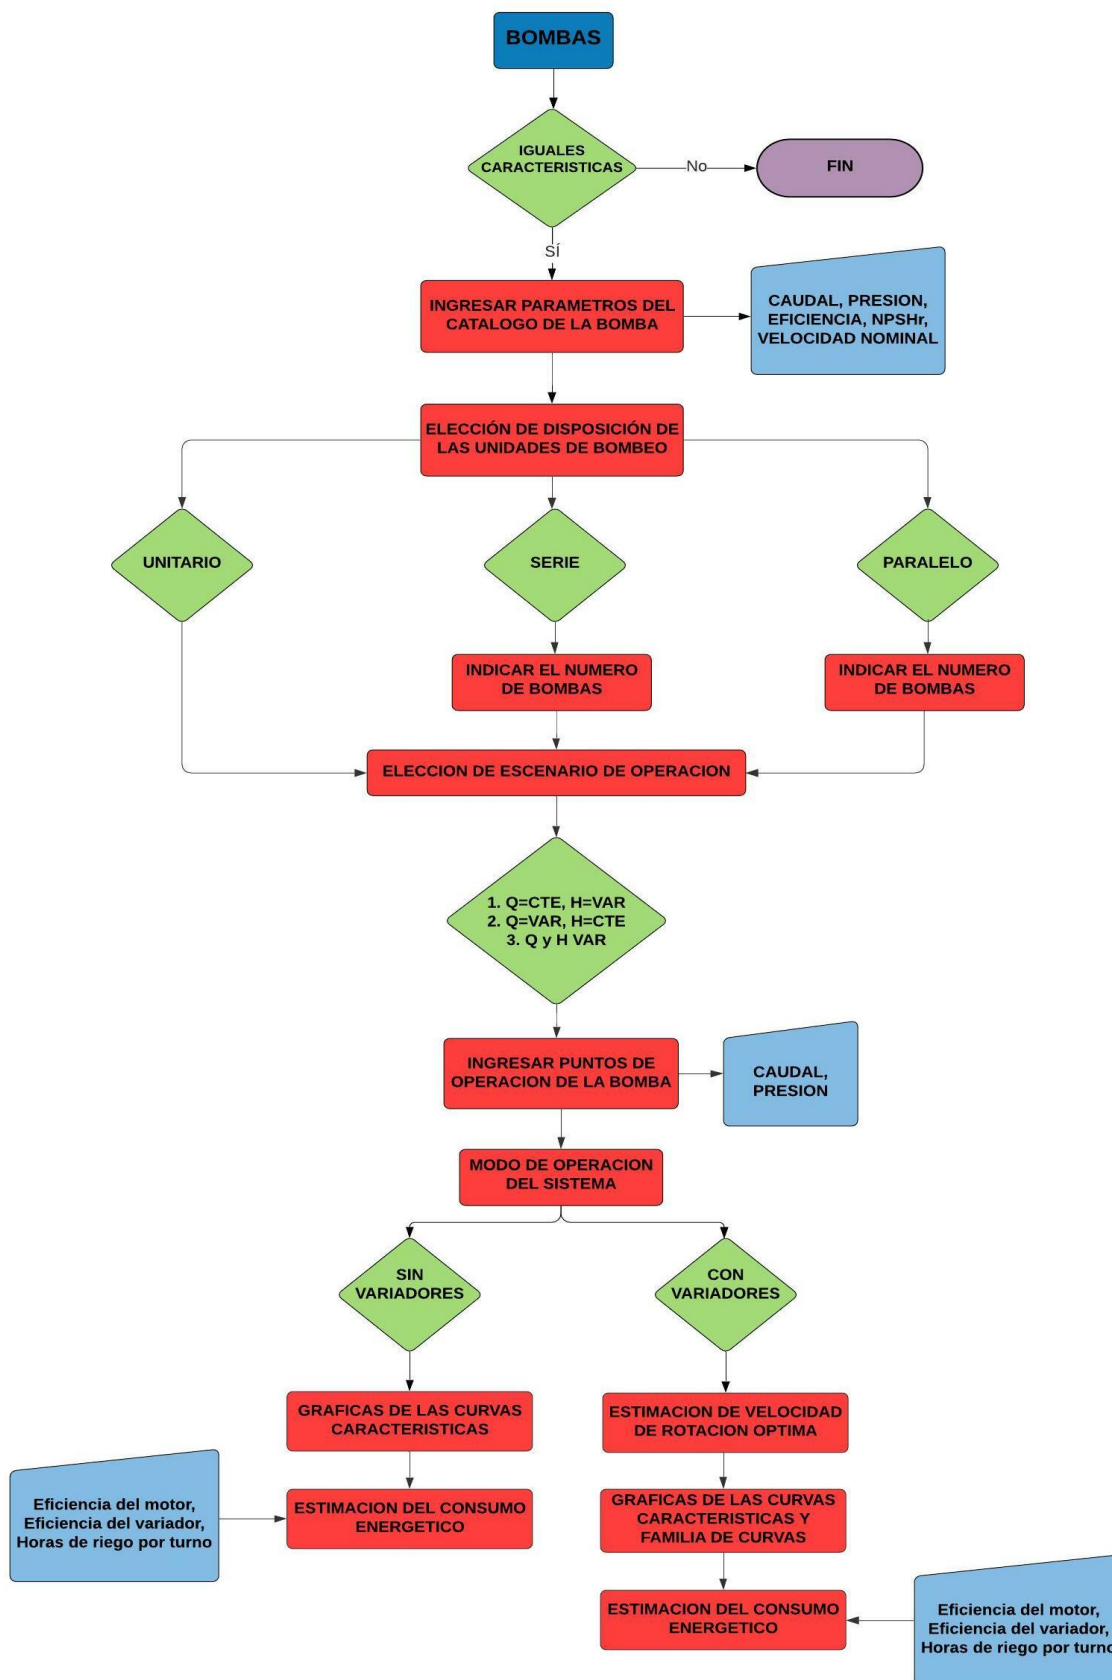 BOMBAS
IGUALES
CARACTERISTICAS
No
FIN
SÍ
INGRESAR PARAMETROS DEL
CATALOGO DE LA BOMBA
CAUDAL, PRESION,
EFICIENCIA, NPSHr,
VELOCIDAD NOMINAL
ELECCIÓN DE DISPOSICIÓN DE
LAS UNIDADES DE BOMBEO
UNITARIO
SERIE
PARALELO
INDICAR EL NUMERO
DE BOMBAS
INDICAR EL NUMERO
DE BOMBAS
ELECCION DE ESCENARIO DE OPERACION
1. Q=CTE, H=VAR
2. Q=VAR, H=CTE
3. Q y H VAR
INGRESAR PUNTOS DE
OPERACION DE LA BOMBA
CAUDAL,
PRESION
MODO DE OPERACION
DEL SISTEMA
SIN
VARIADORES
CON
VARIADORES
GRAFICAS DE LAS CURVAS
CARACTERISTICAS
ESTIMACION DE VELOCIDAD
DE ROTACION OPTIMA
Eficiencia del motor,
Eficiencia del variador,
Horas de riego por turno
ESTIMACION DEL CONSUMO
ENERGETICO
GRAFICAS DE LAS CURVAS
CARACTERISTICAS Y
FAMILIA DE CURVAS
ESTIMACION DEL CONSUMO
ENERGETICO
Eficiencia del motor,
Eficiencia del variador,
Horas de riego por turno